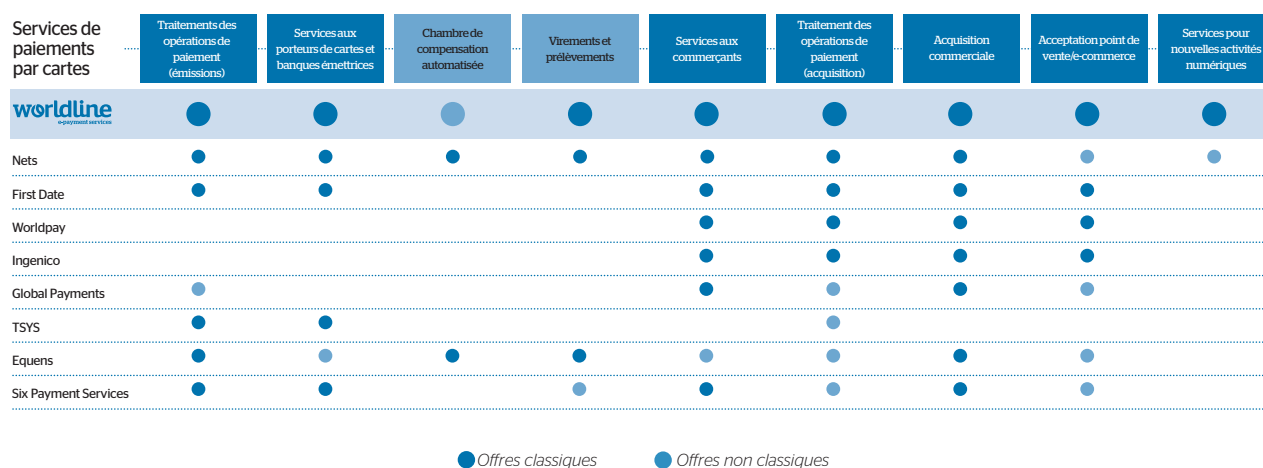 Services de
paiements
par cartes
Traitements des
opérations de
paiement
(émissions)
Services aux
porteurs de cartes et
banques émettrices
Chambre de
compensation
automatisée
Virements et
prélèvements
Services aux
commerçants
Traitement des
opérations de
paiement
(acquisition)
Acquisition
commerciale
Acceptation point de
vente/e-commerce
Services pour
nouvelles activités
numériques
worldline
e-payment services
Nets
First Date
Worldpay
Ingenico
Global Payments
TSYS
Equens
Six Payment Services
Offres classiques
Offres non classiques